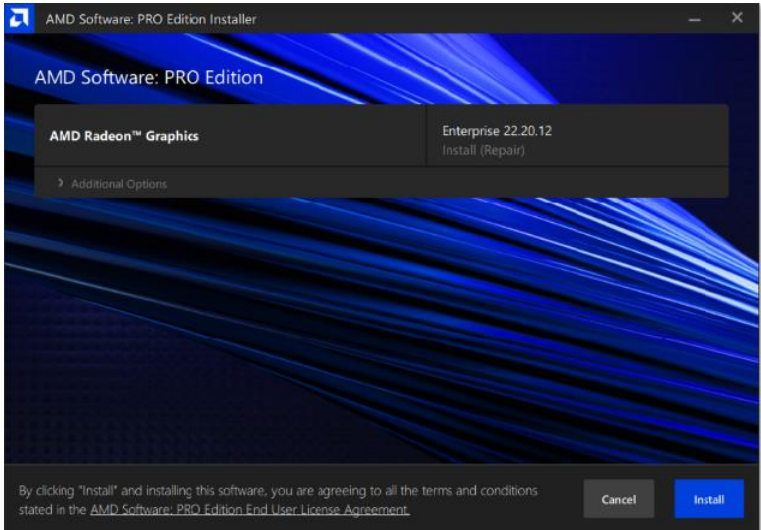 AMD Software: PRO Edition Installer
AMD Software: PRO Edition
AMD Radeon™ Graphics
Enterprise 22.20.12
Install (Repair)
Additional Options
By clicking "Install" and installing this software, you are agreeing to all the terms and conditions
stated in the AMD Software: PRO Edition End User License Agreement.
Cancel
Install